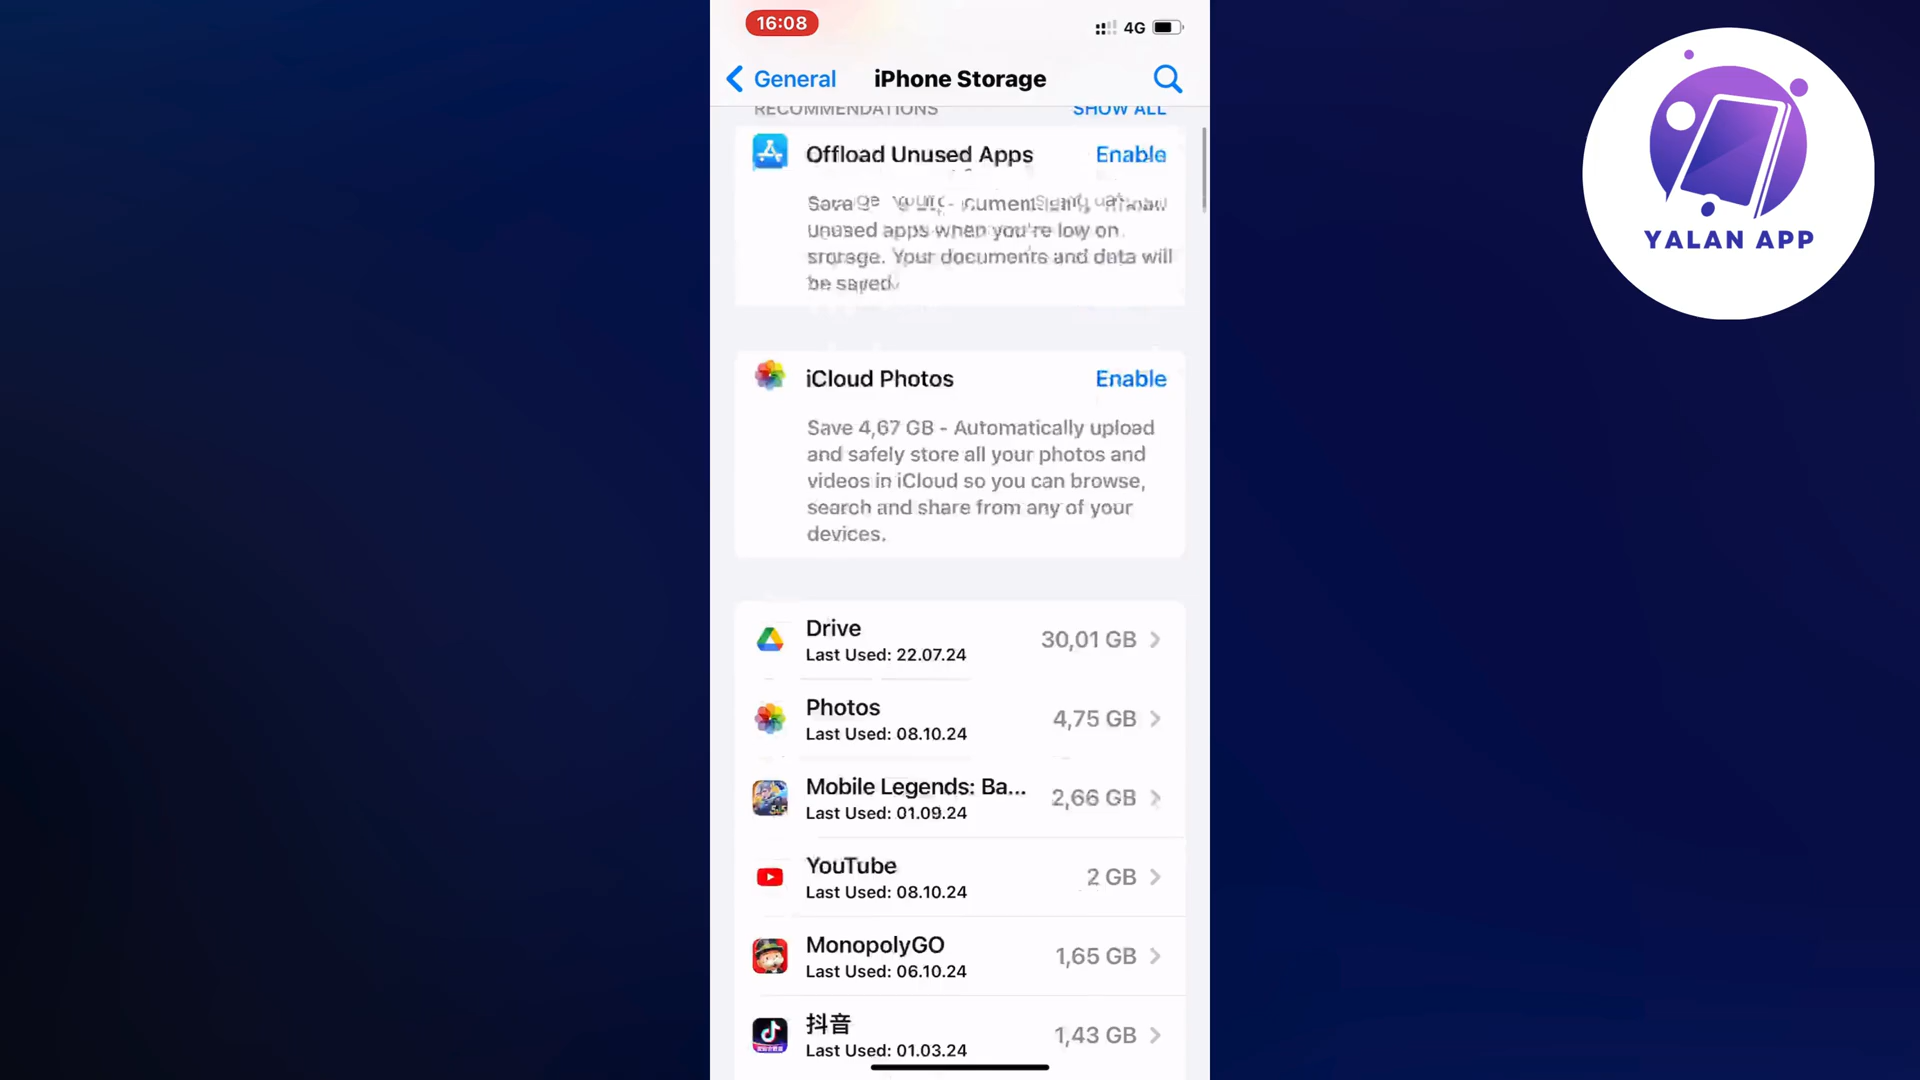 16:08
4G
General
iPhone Storage
RECOMMENDATIONS
SHOW ALL
Offload Unused Apps
Enable
unused apps when you're low on
storage. Your documents and data will
be saved.
iCloud Photos
Enable
Save 4,67 GB - Automatically upload
and safely store all your photos and
videos in iCloud so you can browse,
search and share from any of your
devices.
Drive
30,01 GB
Last Used: 22.07.24
Photos
4,75 GB
Last Used: 08.10.24
Mobile Legends: Ba...
2,66 GB
Last Used: 01.09.24
YouTube
2 GB
Last Used: 08.10.24
MonopolyGO
1,65 GB
Last Used: 06.10.24
抖音
1,43 GB
Last Used: 01.03.24
YALAN APP